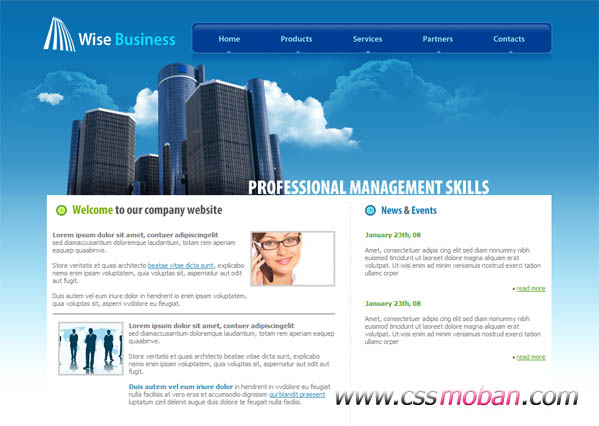 Wise Business
Home Products Services Partners Contacts
PROFESSIONAL MANAGEMENT SKILLS
Welcome to our company website
Lorem ipsum dolor sit amet, contuer adipiscingelit
sed diamaccusantium doloremque laudantium, totam rem aperiam
eaquep quaaibnve.
Store veritatis et quasi architecto beatae vitae dicta sunt, explicabo
nemo enim ipsam voluptatem, quia voluptas sit, aspernatur aut odit
aut fugit.
Duis autem vel eum iriure dolor in hendrerit io enim ipsam voluptatem,
quia voluptas sit, aspern vvdolore eu feugiat.
Lorem ipsum dolor sit amet, contuer adipiscingelit
sed diamaccusantium doloremque laudantium, totam rem aperiam eaquep
quaaibnve.
Store veritatis et quasi architecto beatae vitae dicta sunt, explicabo
nemo enim ipsam voluptatem, quia voluptas sit, aspernatur aut odit aut
fugit.
Duis autem vel eum iriure dolor in hendrerit in vvdolore eu feugiat
nulla facilisis at vero eros et accumsodio dignissim qui blandit praesent
luptatum zzril delenit augue duis dolore te feugait nulla facilisi.
News & Events
January 23th, 08
Amet, consectetuer adipis cing elit sed diam nonummy nibh
euismod tincidunt ut laoreet dolore magna aliquam erat
volutpat. Ut wisi enim ad minim veniamus nostrud exerci tation
ullamc orper
read more
January 23th, 08
Amet, consectetuer adipis cing elit sed diam nonummy nibh
euismod tincidunt ut laoreet dolore magna aliquam erat
volutpat. Ut wisi enim ad minim veniamus nostrud exerci tation
ullamc orper
read more
www.cssmoban.com